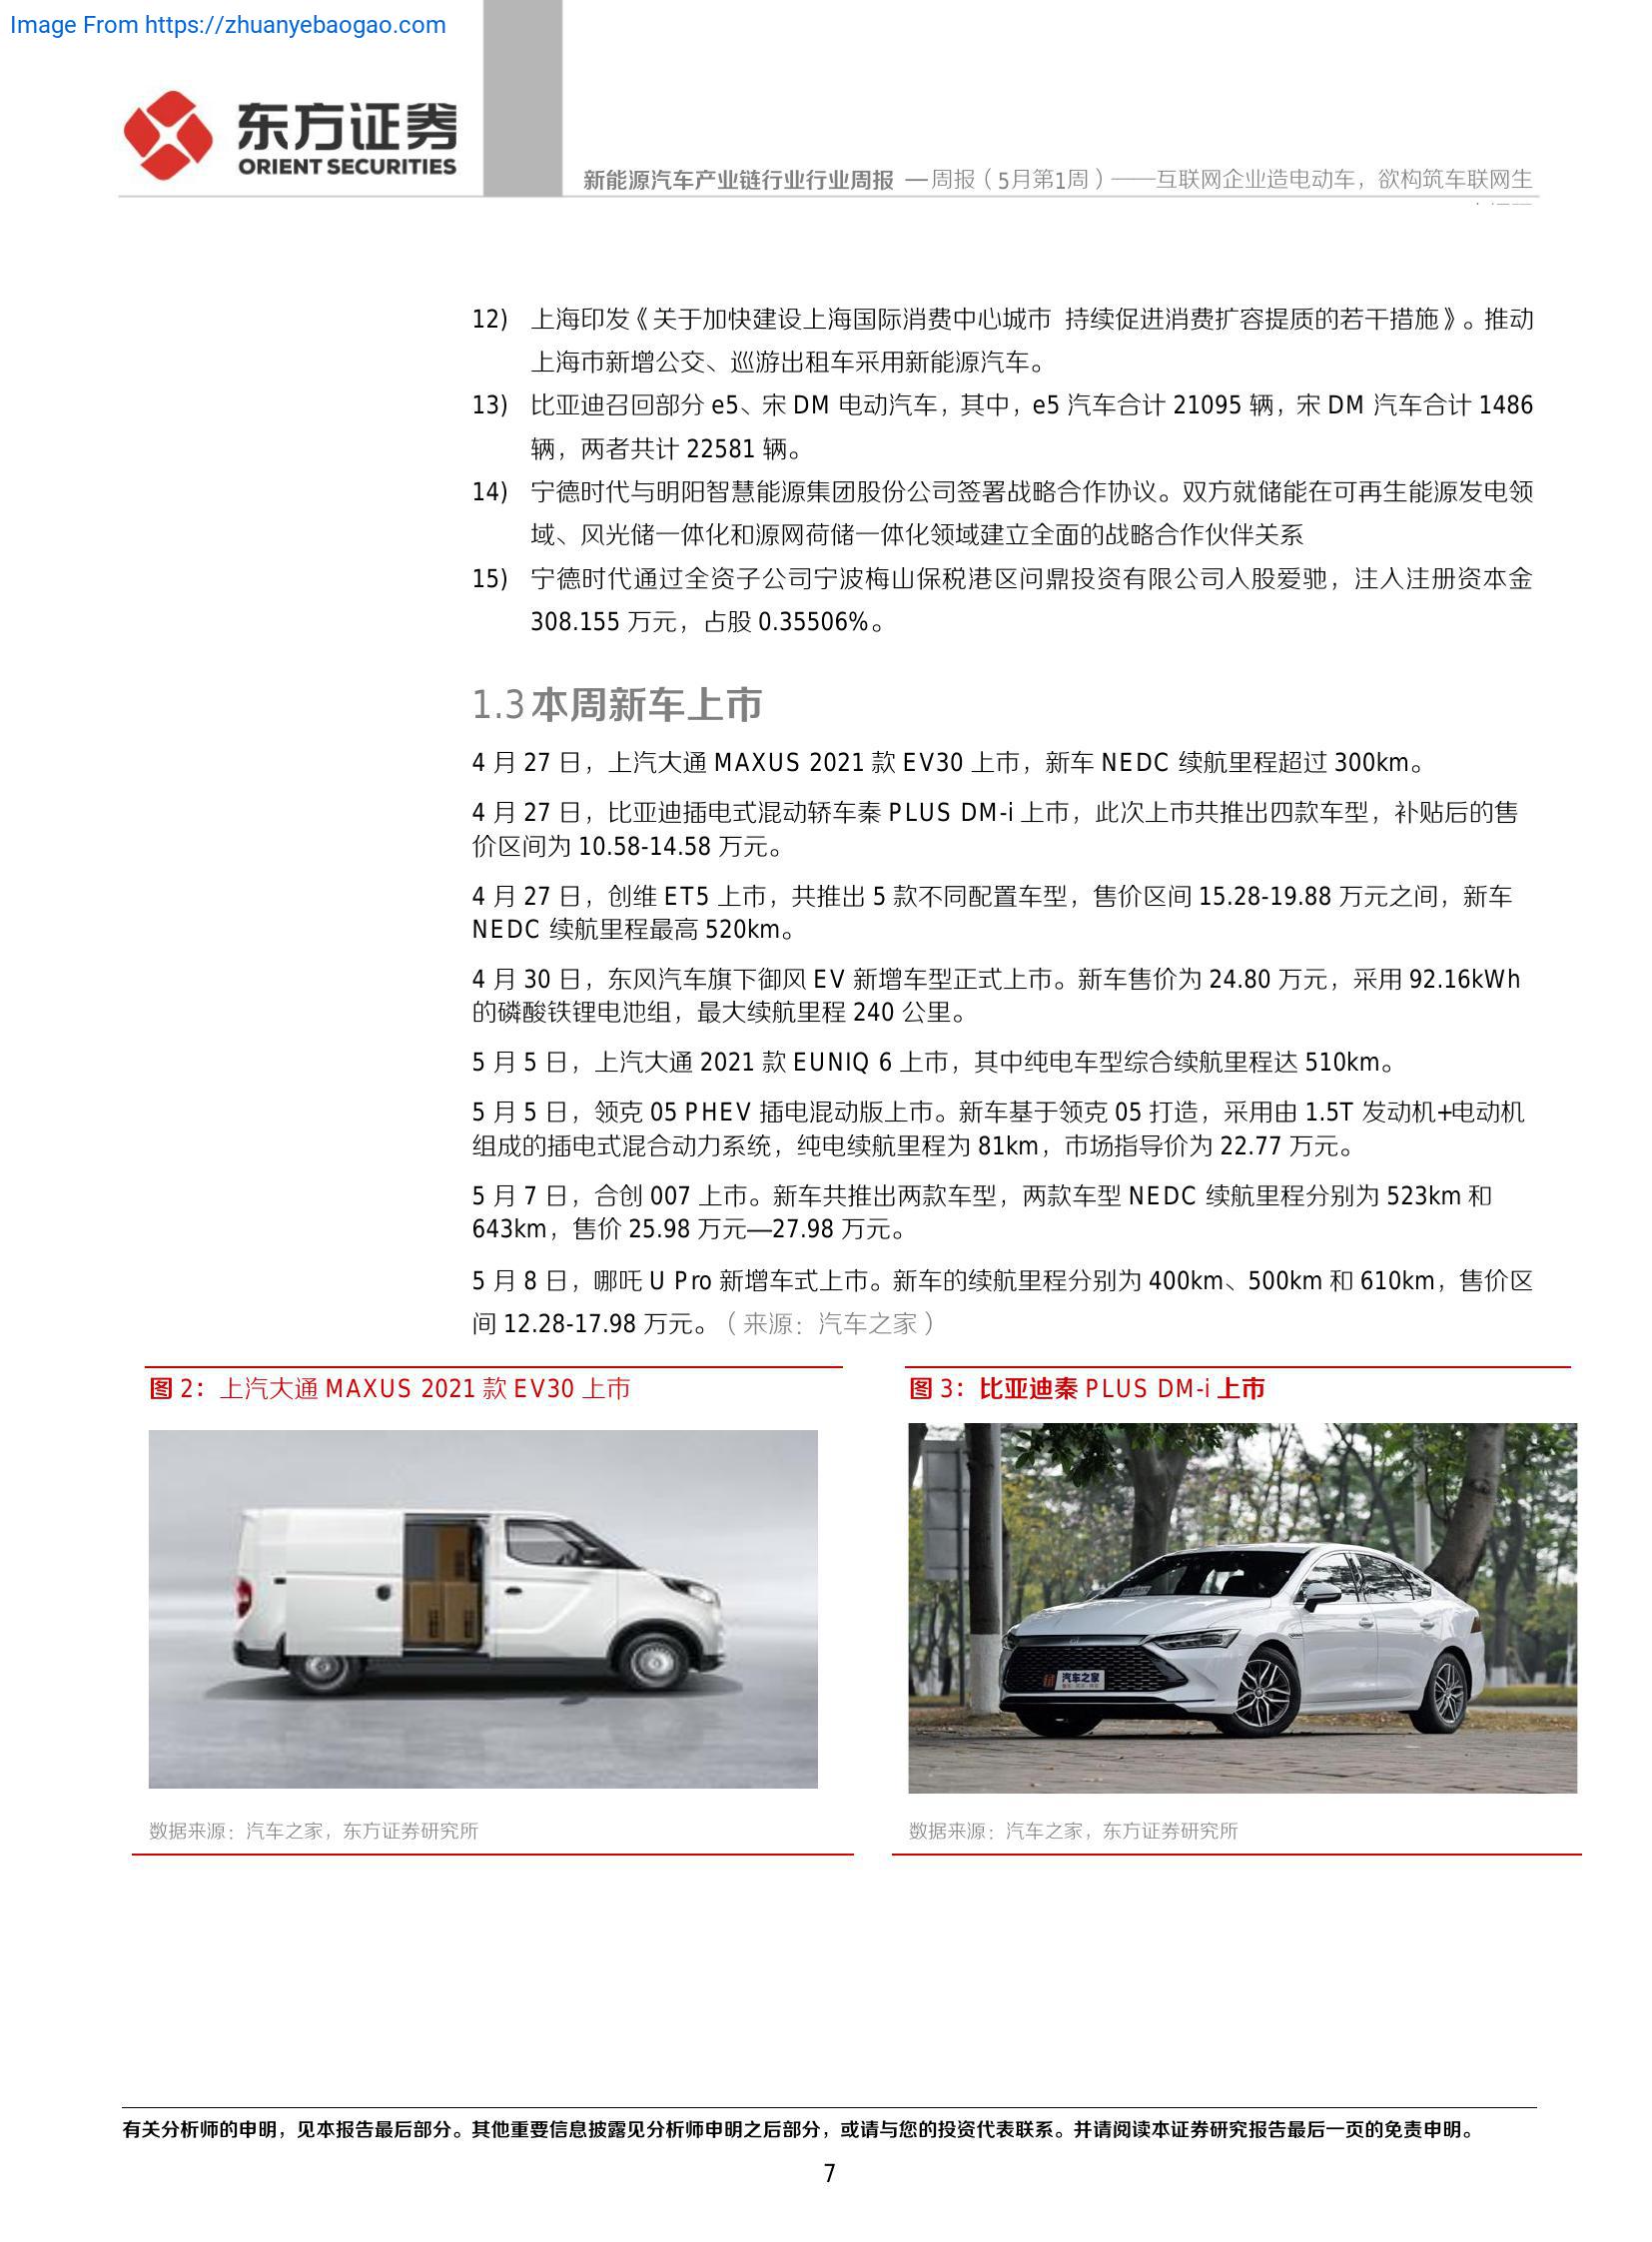 Image From https://zhuanyebaogao.com
东方证券
ORIENT SECURITIES
新能源汽车产业链行业行业周报 — 周报（5月第1周）——互联网企业造电动车，欲构筑车联网生
12) 上海印发《关于加快建设上海国际消费中心城市 持续促进消费扩容提质的若干措施》。推动
上海市新增公交、巡游出租车采用新能源汽车。
13) 比亚迪召回部分 e5、宋 DM 电动汽车，其中，e5 汽车合计 21095 辆，宋 DM 汽车合计 1486
辆，两者共计 22581 辆。
14) 宁德时代与明阳智慧能源集团股份公司签署战略合作协议。双方就储能在可再生能源发电领
域、风光储一体化和源网荷储一体化领域建立全面的战略合作伙伴关系
15) 宁德时代通过全资子公司宁波梅山保税港区问鼎投资有限公司入股爱驰，注入注册资本金
308.155 万元，占股 0.35506%。
1.3 本周新车上市
4 月 27 日，上汽大通 MAXUS 2021 款 EV30 上市，新车 NEDC 续航里程超过 300km。
4 月 27 日，比亚迪插电式混动轿车秦 PLUS DM-i 上市，此次上市共推出四款车型，补贴后的售
价区间为 10.58-14.58 万元。
4 月 27 日，创维 ET5 上市，共推出 5 款不同配置车型，售价区间 15.28-19.88 万元之间，新车
NEDC 续航里程最高 520km。
4 月 30 日，东风汽车旗下御风 EV 新增车型正式上市。新车售价为 24.80 万元，采用 92.16kWh
的磷酸铁锂电池组，最大续航里程 240 公里。
5 月 5 日，上汽大通 2021 款 EUNIQ 6 上市，其中纯电车型综合续航里程达 510km。
5 月 5 日，领克 05 PHEV 插电混动版上市。新车基于领克 05 打造，采用由 1.5T 发动机+电动机
组成的插电式混合动力系统，纯电续航里程为 81km，市场指导价为 22.77 万元。
5 月 7 日，合创 007 上市。新车共推出两款车型，两款车型 NEDC 续航里程分别为 523km 和
643km，售价 25.98 万元—27.98 万元。
5 月 8 日，哪吒 U Pro 新增车式上市。新车的续航里程分别为 400km、500km 和 610km，售价区
间 12.28-17.98 万元。（来源：汽车之家）
图 2：上汽大通 MAXUS 2021 款 EV30 上市
图 3：比亚迪秦 PLUS DM-i 上市
汽车之家
数据来源：汽车之家，东方证券研究所
数据来源：汽车之家，东方证券研究所
有关分析师的申明，见本报告最后部分。其他重要信息披露见分析师申明之后部分，或请与您的投资代表联系。并请阅读本证券研究报告最后一页的免责申明。
7